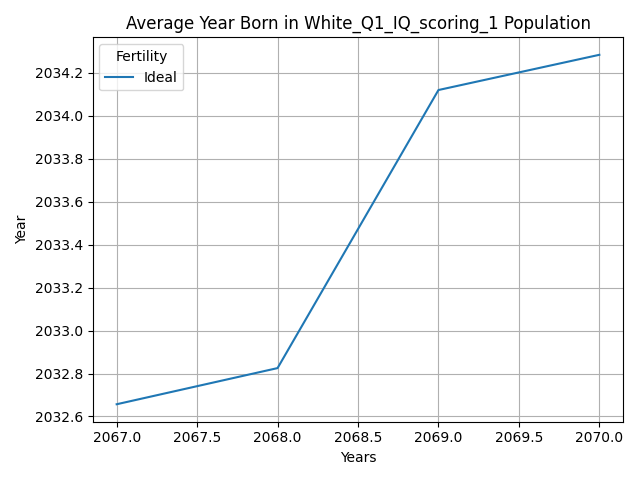 Average Year Born in White_Q1_IQ_scoring_1 Population
Fertility
Ideal
2034.2
2034.0
2033.8
2033.6
2033.4
2033.2
2033.0
2032.8
2032.6
Year
2067.0 2067.5 2068.0 2068.5 2069.0 2069.5 2070.0
Years